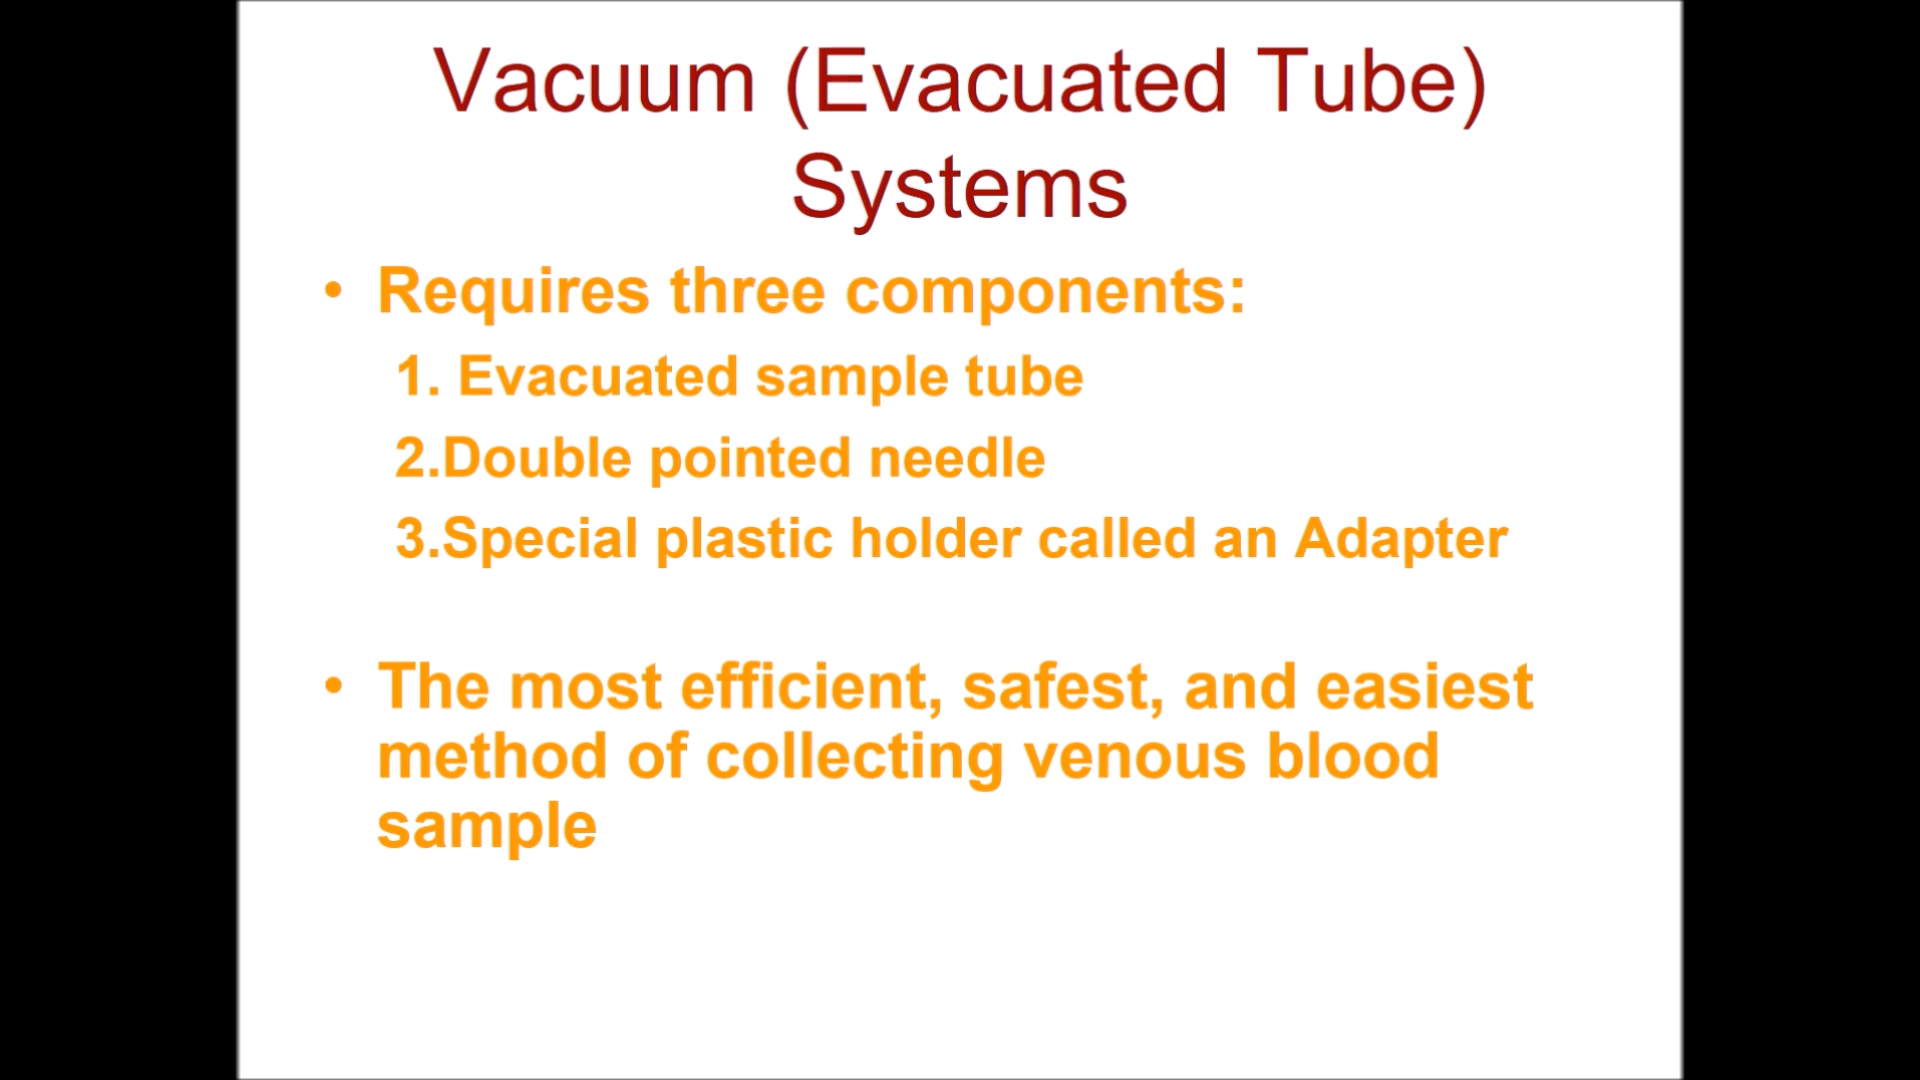 Vacuum (Evacuated Tube)
Systems
• Requires three components:
1. Evacuated sample tube
2.Double pointed needle
3.Special plastic holder called an Adapter
• The most efficient, safest, and easiest
method of collecting venous blood
sample